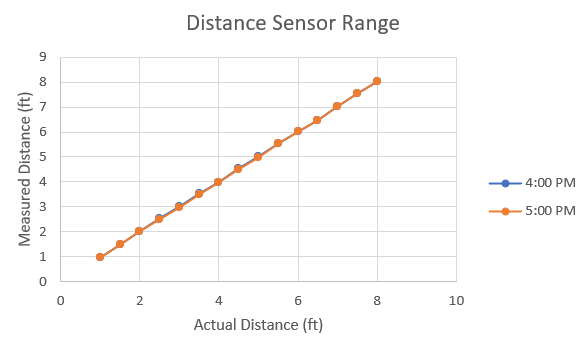 Distance Sensor Range
Measured Distance (ft)
9
8
7
6
5
4
3
2
1
0
0 2 4 6 8 10
Actual Distance (ft)
4:00 PM
5:00 PM